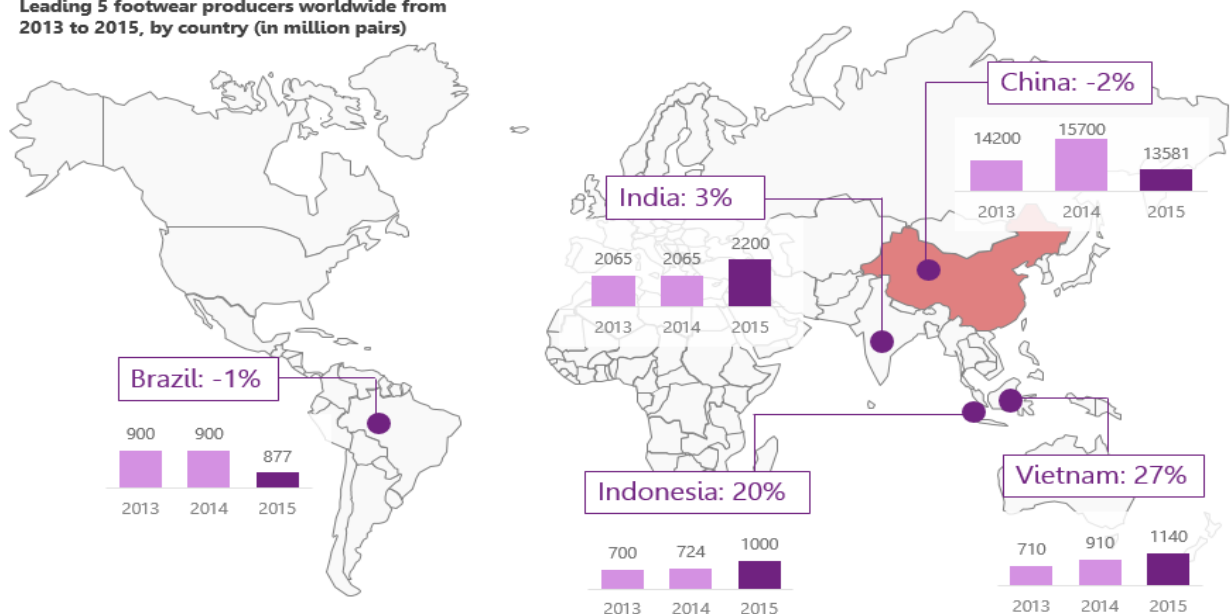 Leading 5 footwear producers worldwide from
2013 to 2015, by country (in million pairs)
China: -2%
14200 15700 13581
2013 2014 2015
India: 3%
2065 2065 2200
2013 2014 2015
Brazil: -1%
900 900 877
2013 2014 2015
Indonesia: 20%
700 724 1000
2013 2014 2015
Vietnam: 27%
710 910 1140
2013 2014 2015